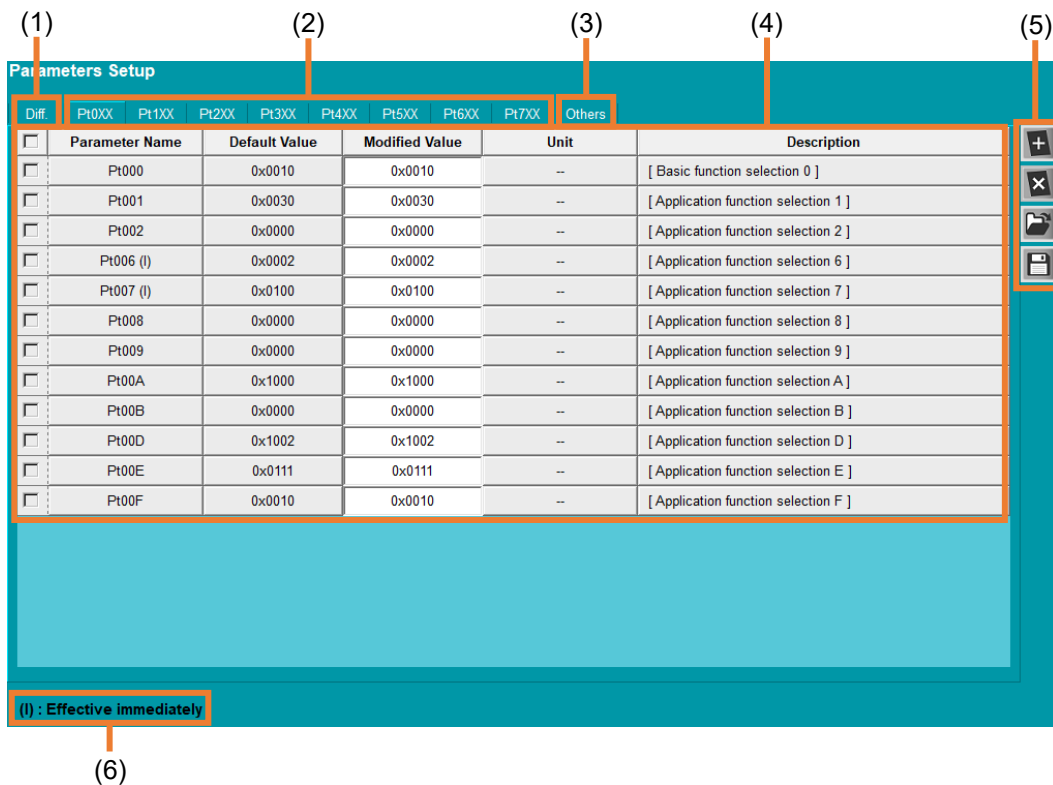 (1) (2) (3) (4) (5)
Parameters Setup
Diff. Pt0XX Pt1XX Pt2XX Pt3XX Pt4XX Pt5XX Pt6XX Pt7XX Others
Parameter Name Default Value Modified Value Unit Description
Pt000 0x0010 0x0010 -- [ Basic function selection 0 ]
Pt001 0x0030 0x0030 -- [ Application function selection 1 ]
Pt002 0x0000 0x0000 -- [ Application function selection 2 ]
Pt006 (I) 0x0002 0x0002 -- [ Application function selection 6 ]
Pt007 (I) 0x0100 0x0100 -- [ Application function selection 7 ]
Pt008 0x0000 0x0000 -- [ Application function selection 8 ]
Pt009 0x0000 0x0000 -- [ Application function selection 9 ]
Pt00A 0x1000 0x1000 -- [ Application function selection A ]
Pt00B 0x0000 0x0000 -- [ Application function selection B ]
Pt00D 0x1002 0x1002 -- [ Application function selection D ]
Pt00E 0x0111 0x0111 -- [ Application function selection E ]
Pt00F 0x0010 0x0010 -- [ Application function selection F ]
(I) : Effective immediately
(6)